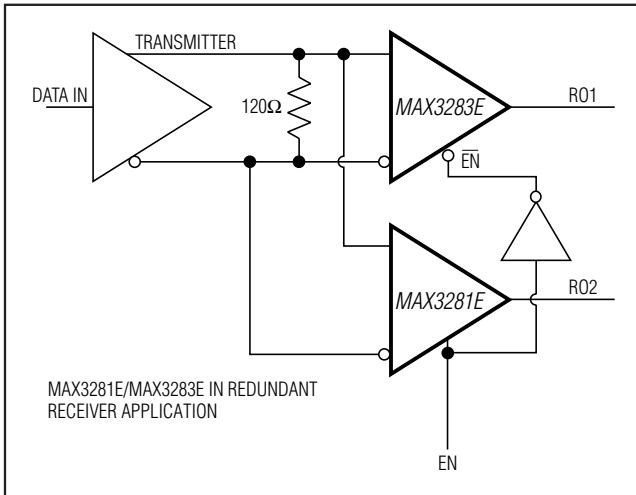 TRANSMITTER
DATA IN
120Ω
MAX3283E
RO1
EN
MAX3281E
RO2
MAX3281E/MAX3283E IN REDUNDANT
RECEIVER APPLICATION
EN